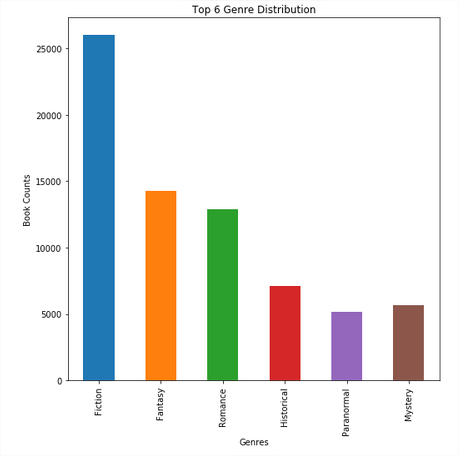 Top 6 Genre Distribution
25000
20000
15000
10000
5000
0
Book Counts
Fiction
Fantasy
Romance
Historical
Paranormal
Mystery
Genres